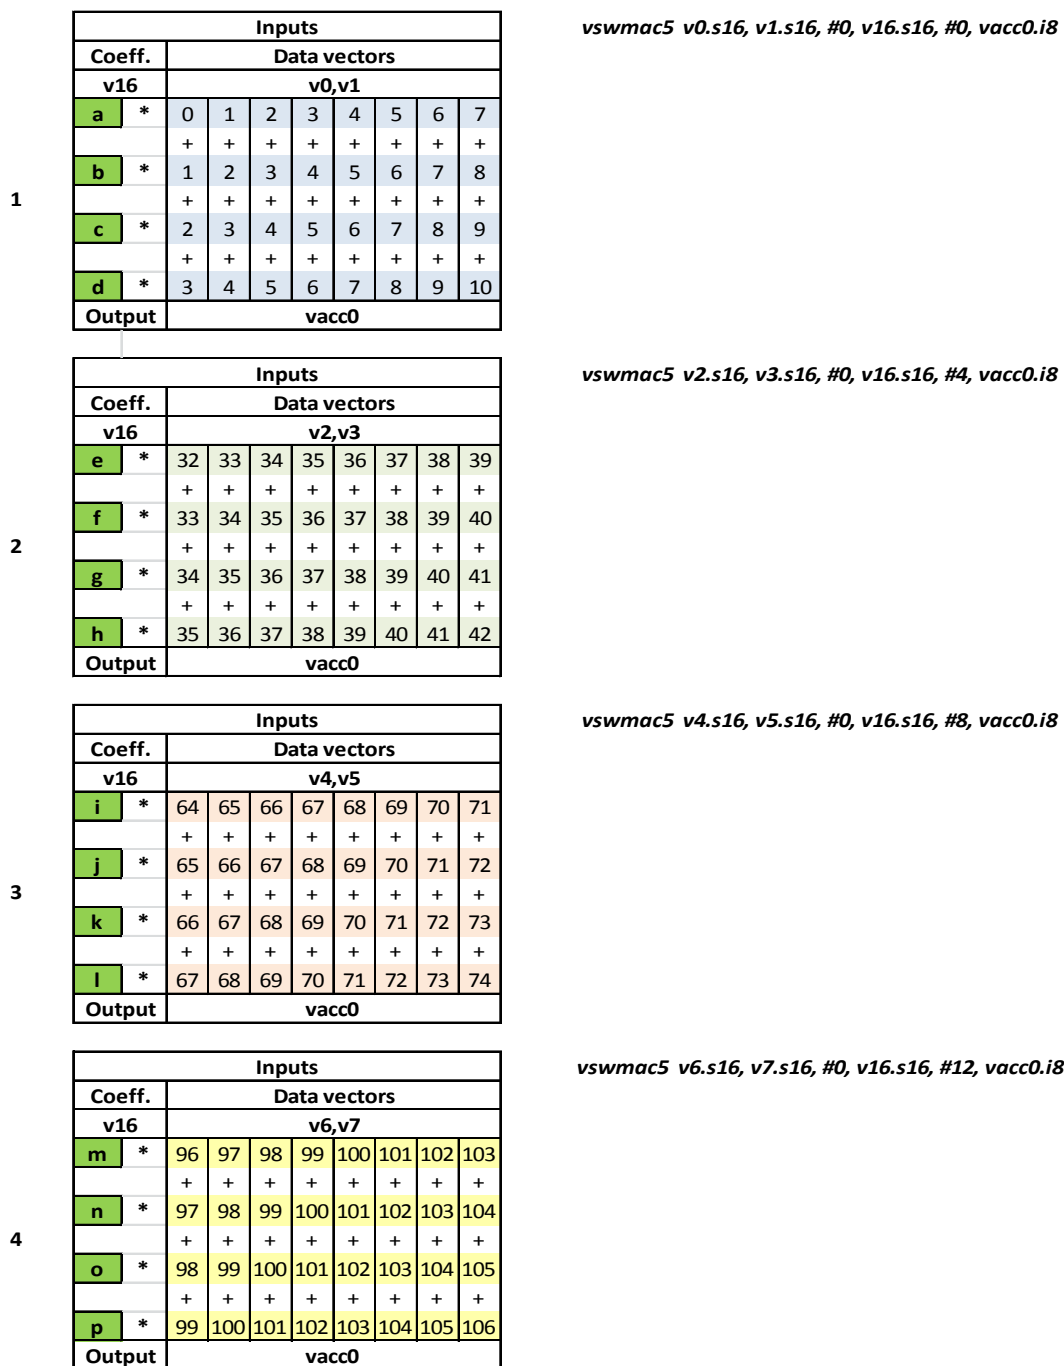 Inputs vswmac5 v0.s16, v1.s16, #0, v16.s16, #0, vacc0.i8
Coeff. Data vectors
v16 v0,v1
a * 0 1 2 3 4 5 6 7
+ + + + + + + +
b * 1 2 3 4 5 6 7 8
1 + + + + + + + +
c * 2 3 4 5 6 7 8 9
+ + + + + + + +
d * 3 4 5 6 7 8 9 10
Output vacc0
Inputs vswmac5 v2.s16, v3.s16, #0, v16.s16, #4, vacc0.i8
Coeff. Data vectors
v16 v2,v3
e * 32 33 34 35 36 37 38 39
+ + + + + + + +
f * 33 34 35 36 37 38 39 40
2 + + + + + + + +
g * 34 35 36 37 38 39 40 41
+ + + + + + + +
h * 35 36 37 38 39 40 41 42
Output vacc0
Inputs vswmac5 v4.s16, v5.s16, #0, v16.s16, #8, vacc0.i8
Coeff. Data vectors
v16 v4,v5
i * 64 65 66 67 68 69 70 71
+ + + + + + + +
j * 65 66 67 68 69 70 71 72
3 + + + + + + + +
k * 66 67 68 69 70 71 72 73
+ + + + + + + +
l * 67 68 69 70 71 72 73 74
Output vacc0
Inputs vswmac5 v6.s16, v7.s16, #0, v16.s16, #12, vacc0.i8
Coeff. Data vectors
v16 v6,v7
m * 96 97 98 99 100 101 102 103
+ + + + + + + +
n * 97 98 99 100 101 102 103 104
4 + + + + + + + +
o * 98 99 100 101 102 103 104 105
+ + + + + + + +
p * 99 100 101 102 103 104 105 106
Output vacc0